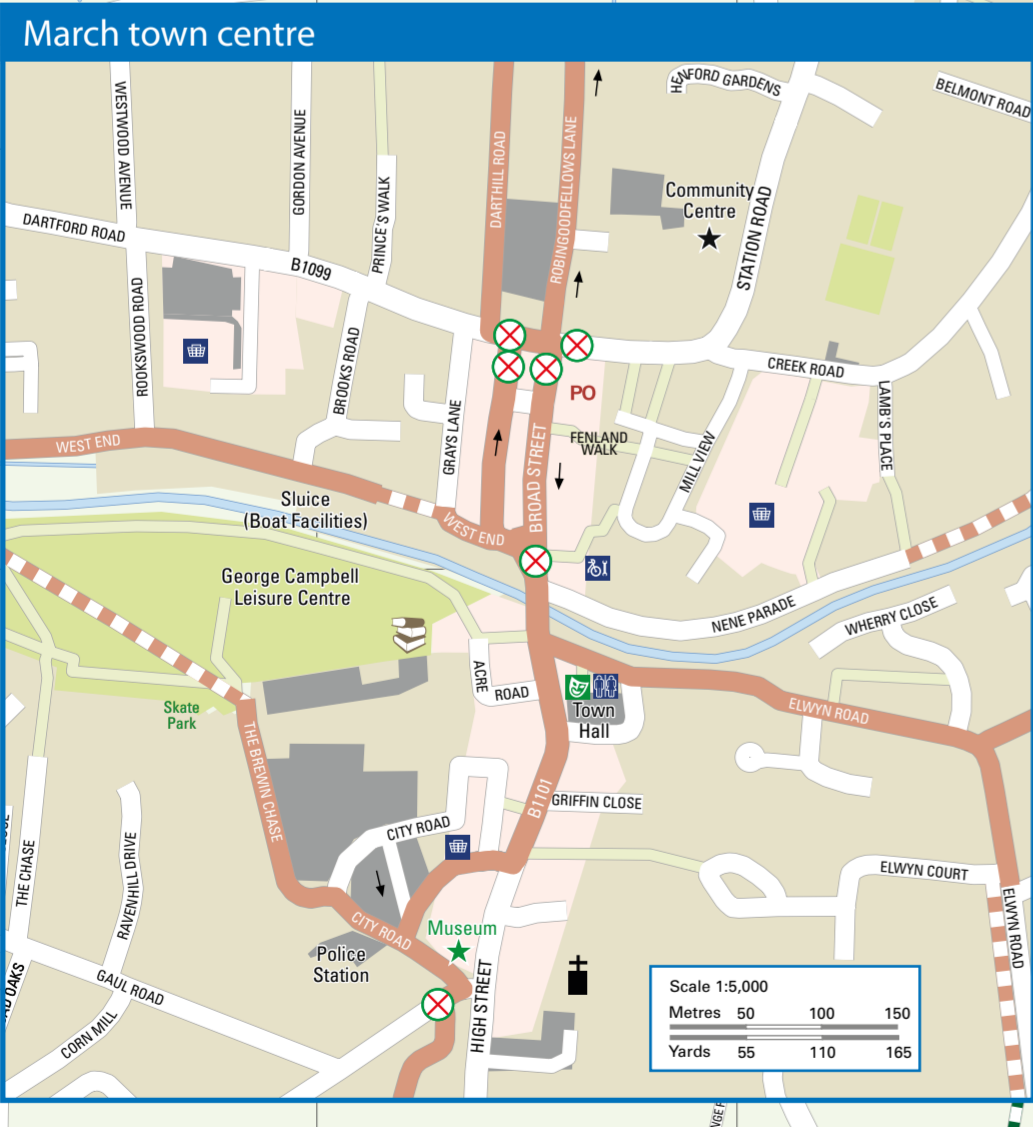 March town centre
WESTWOOD AVENUE
GORDON AVENUE
PRINCE'S WALK
DARTHILL ROAD
ROBINGOODFELLOWS LANE
HENFORD GARDENS
BELMONT ROAD
Community
Centre
STATION ROAD
DARTFORD ROAD
B1099
ROOKSWOOD ROAD
BROOKS ROAD
GRAYS LANE
PO
CREEK ROAD
LAMB'S PLACE
BROAD STREET
FENLAND
WALK
MILL VIEW
WEST END
WEST END
Sluice
(Boat Facilities)
George Campbell
Leisure Centre
NENE PARADE
WHERRY CLOSE
ACRE
ROAD
Town
Hall
ELWYN ROAD
Skate
Park
THE BREWIN CHASE
B1101
GRIFFIN CLOSE
CITY ROAD
THE CHASE
RAVENHILL DRIVE
ELWYN COURT
ELWYN ROAD
CITY ROAD
Museum
Police
Station
HIGH STREET
GAUL ROAD
CORN MILL
OAKS
Scale 1:5,000
Metres 50 100 150
Yards 55 110 165